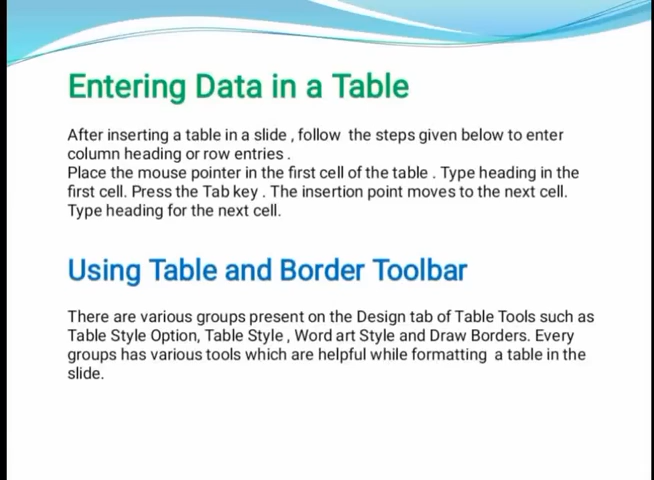 Entering Data in a Table
After inserting a table in a slide , follow the steps given below to enter
column heading or row entries .
Place the mouse pointer in the first cell of the table . Type heading in the
first cell. Press the Tab key . The insertion point moves to the next cell.
Type heading for the next cell.
Using Table and Border Toolbar
There are various groups present on the Design tab of Table Tools such as
Table Style Option, Table Style , Word art Style and Draw Borders. Every
groups has various tools which are helpful while formatting a table in the
slide.